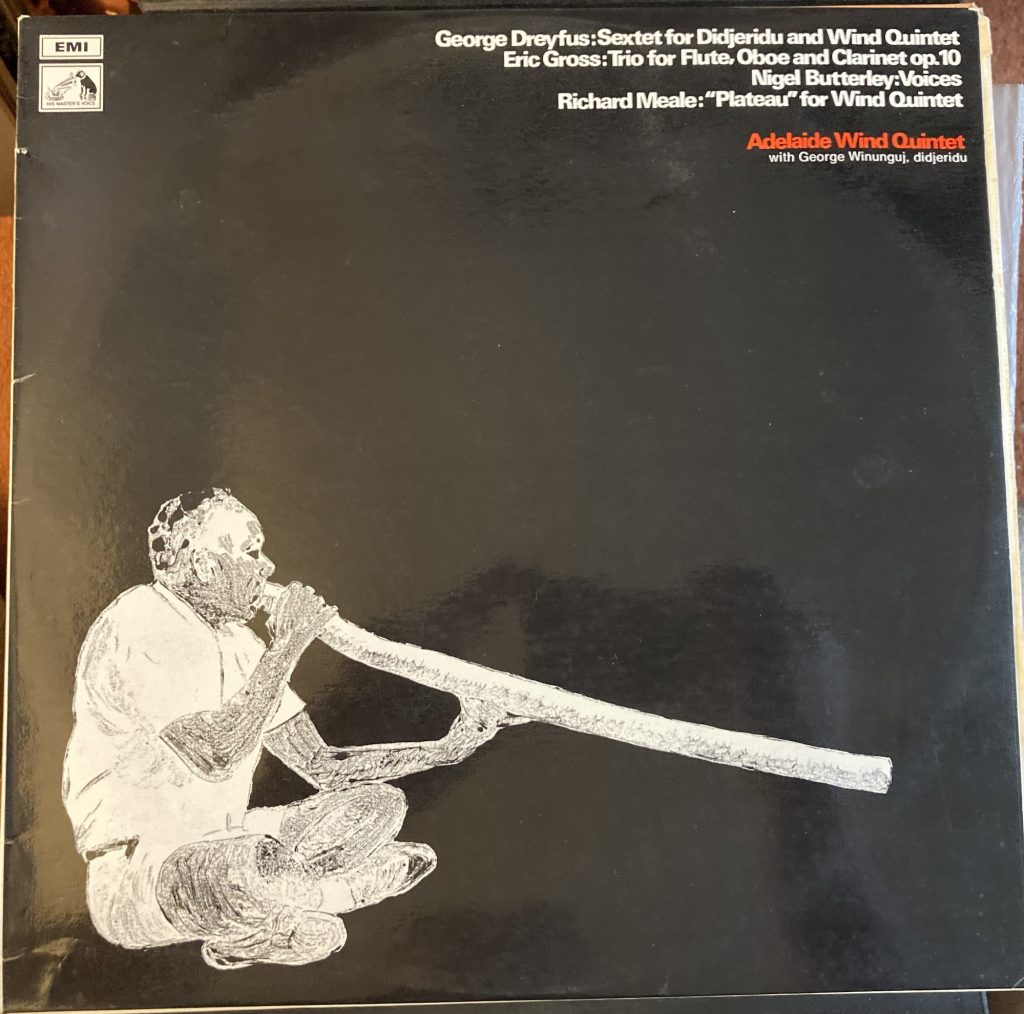 EMI
HIS MASTER'S VOICE
George Dreyfus:Sextet for Didjeridu and Wind Quintet
Eric Gross:Trio for Flute, Oboe and Clarinet op.10
Nigel Butterley:Voices
Richard Meale:“Plateau” for Wind Quintet
Adelaide Wind Quintet
with George Winunguj, didjeridu